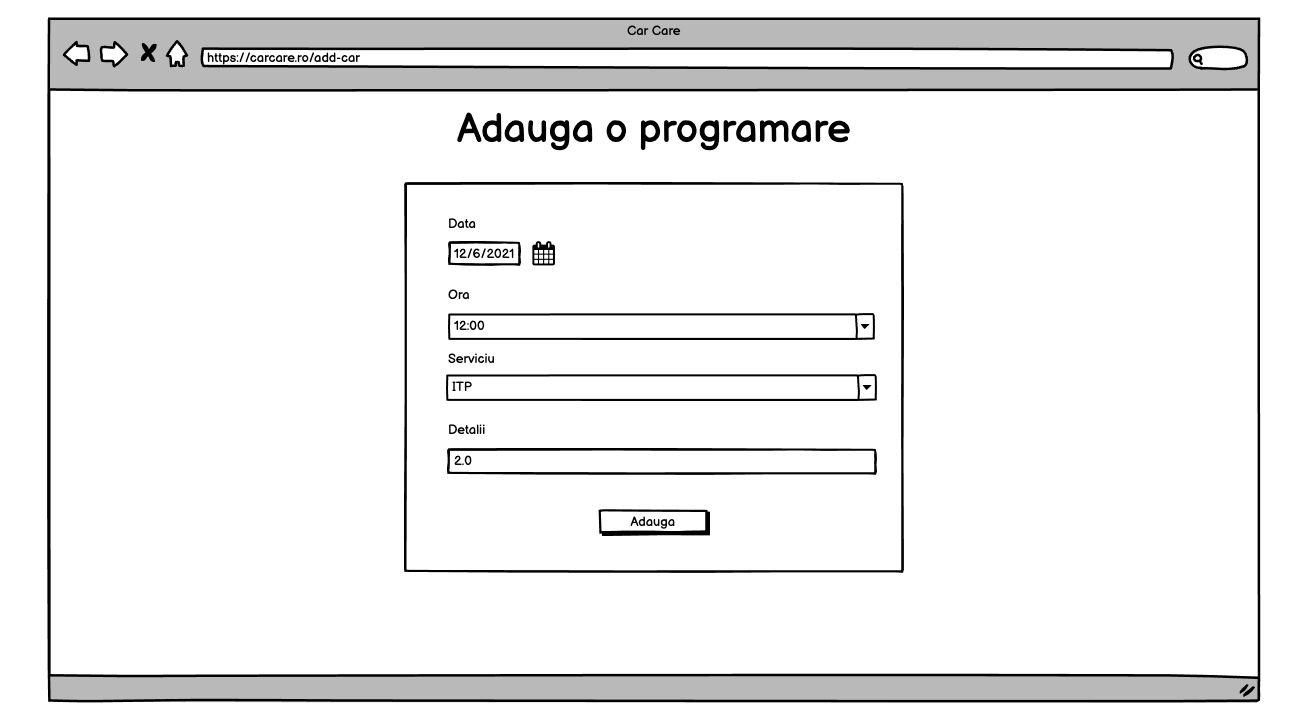 Car Care
https://carcare.ro/add-car
Adauga o programare
Data
12/6/2021
Ora
12:00
Serviciu
ITP
Detalii
2.0
Adauga